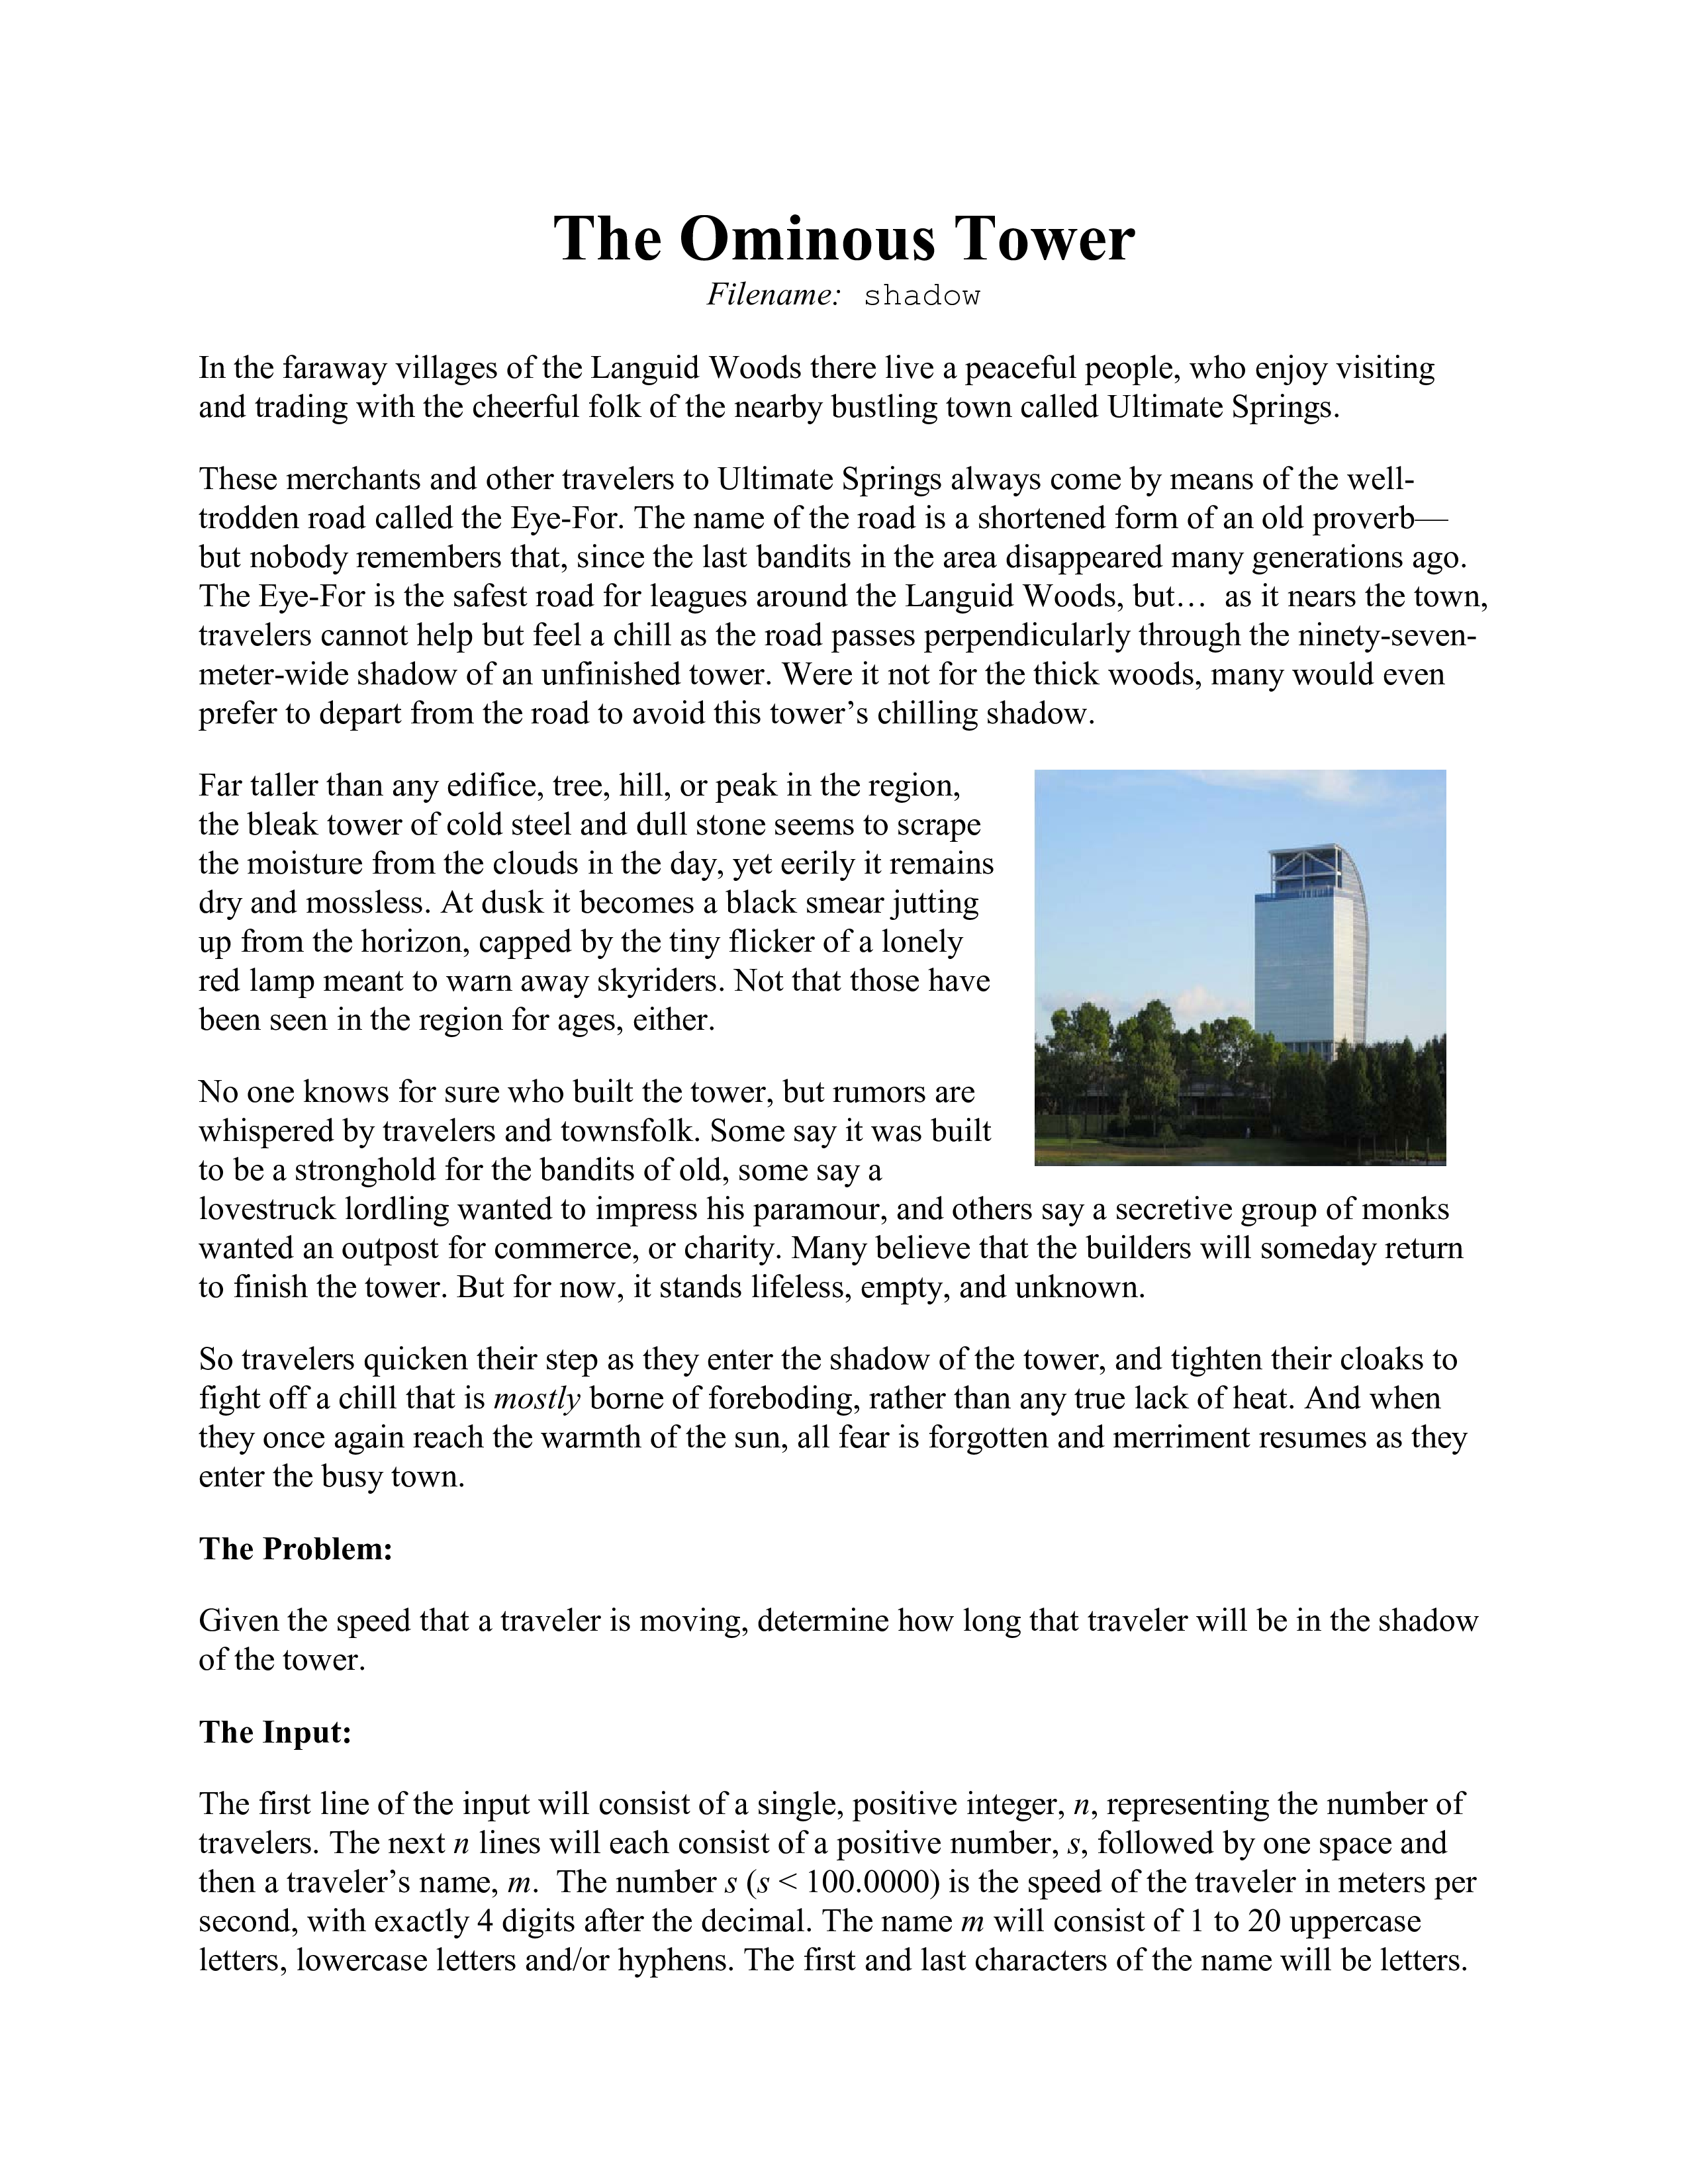 The Ominous Tower
Filename: shadow
In the faraway villages of the Languid Woods there live a peaceful people, who enjoy visiting
and trading with the cheerful folk of the nearby bustling town called Ultimate Springs.
These merchants and other travelers to Ultimate Springs always come by means of the well-
trodden road called the Eye-For. The name of the road is a shortened form of an old proverb—
but nobody remembers that, since the last bandits in the area disappeared many generations ago.
The Eye-For is the safest road for leagues around the Languid Woods, but… as it nears the town,
travelers cannot help but feel a chill as the road passes perpendicularly through the ninety-seven-
meter-wide shadow of an unfinished tower. Were it not for the thick woods, many would even
prefer to depart from the road to avoid this tower’s chilling shadow.
Far taller than any edifice, tree, hill, or peak in the region,
the bleak tower of cold steel and dull stone seems to scrape
the moisture from the clouds in the day, yet eerily it remains
dry and mossless. At dusk it becomes a black smear jutting
up from the horizon, capped by the tiny flicker of a lonely
red lamp meant to warn away skyriders. Not that those have
been seen in the region for ages, either.
No one knows for sure who built the tower, but rumors are
whispered by travelers and townsfolk. Some say it was built
to be a stronghold for the bandits of old, some say a
lovestruck lordling wanted to impress his paramour, and others say a secretive group of monks
wanted an outpost for commerce, or charity. Many believe that the builders will someday return
to finish the tower. But for now, it stands lifeless, empty, and unknown.
So travelers quicken their step as they enter the shadow of the tower, and tighten their cloaks to
fight off a chill that is mostly borne of foreboding, rather than any true lack of heat. And when
they once again reach the warmth of the sun, all fear is forgotten and merriment resumes as they
enter the busy town.
The Problem:
Given the speed that a traveler is moving, determine how long that traveler will be in the shadow
of the tower.
The Input:
The first line of the input will consist of a single, positive integer, n, representing the number of
travelers. The next n lines will each consist of a positive number, s, followed by one space and
then a traveler’s name, m. The number s (s < 100.0000) is the speed of the traveler in meters per
second, with exactly 4 digits after the decimal. The name m will consist of 1 to 20 uppercase
letters, lowercase letters and/or hyphens. The first and last characters of the name will be letters.